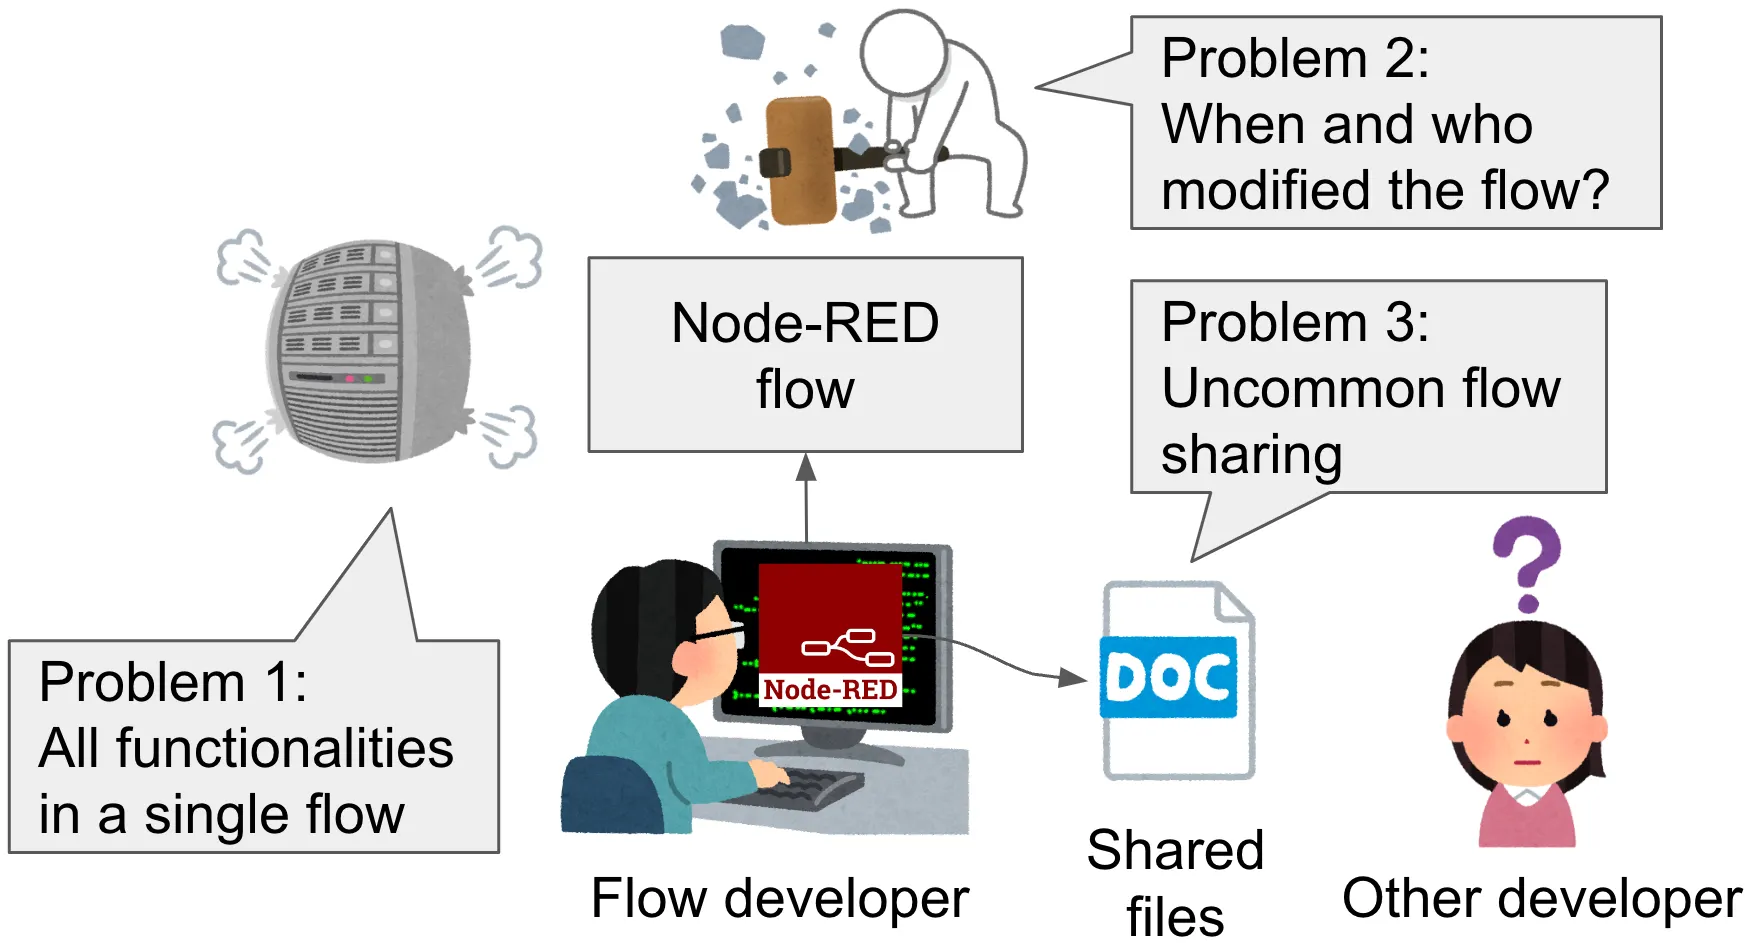 Problem 2:
When and who
modified the flow?
Node-RED
flow
Problem 3:
Uncommon flow
sharing
Problem 1:
All functionalities
in a single flow
Node-RED
DOC
Flow developer
Shared
files
Other developer